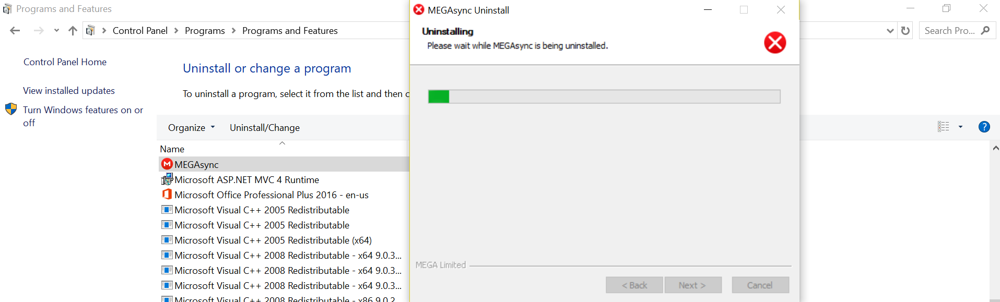 Programs and Features
Control Panel > Programs > Programs and Features
Search Pro...
Control Panel Home
View installed updates
Turn Windows features on or
off
Uninstall or change a program
To uninstall a program, select it from the list and then c
Organize
Uninstall/Change
?
Name
MEGAsync
Microsoft ASP.NET MVC 4 Runtime
Microsoft Office Professional Plus 2016 - en-us
Microsoft Visual C++ 2005 Redistributable
Microsoft Visual C++ 2005 Redistributable
Microsoft Visual C++ 2005 Redistributable (x64)
Microsoft Visual C++ 2008 Redistributable - x64 9.0.3...
Microsoft Visual C++ 2008 Redistributable - x64 9.0.3...
Microsoft Visual C++ 2008 Redistributable - x64 9.0.3...
Microsoft Visual C++ 2008 Redistributable - x86 9.0.2
MEGAsync Uninstall
Uninstalling
Please wait while MEGAsync is being uninstalled.
MEGA Limited
< Back
Next >
Cancel